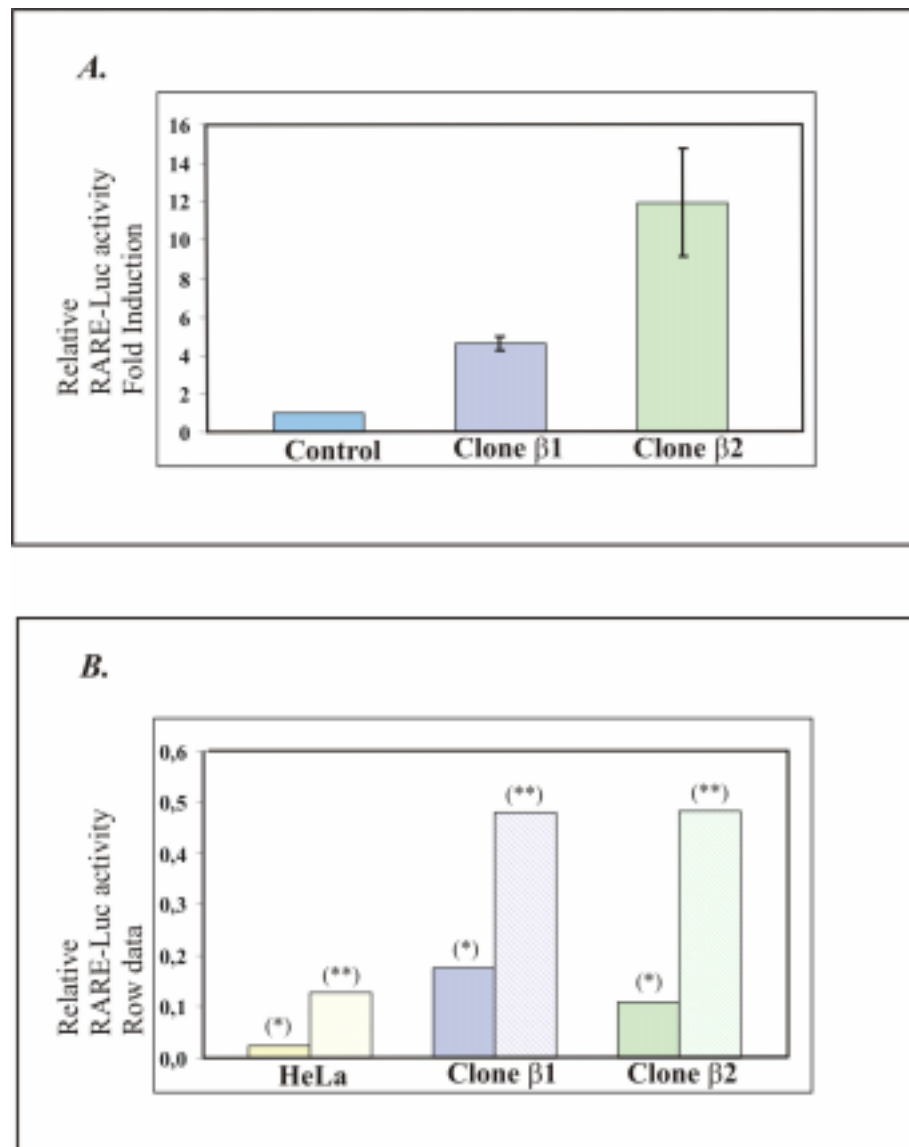 A.
Relative
RARE-Luc activity
Fold Induction
16
14
12
10
8
6
4
2
0
Control Clone β1 Clone β2
B.
Relative
RARE-Luc activity
Row data
0,6
0,5
0,4
0,3
0,2
0,1
0,0
(*) (**) (*) (**) (*) (**)
HeLa Clone β1 Clone β2